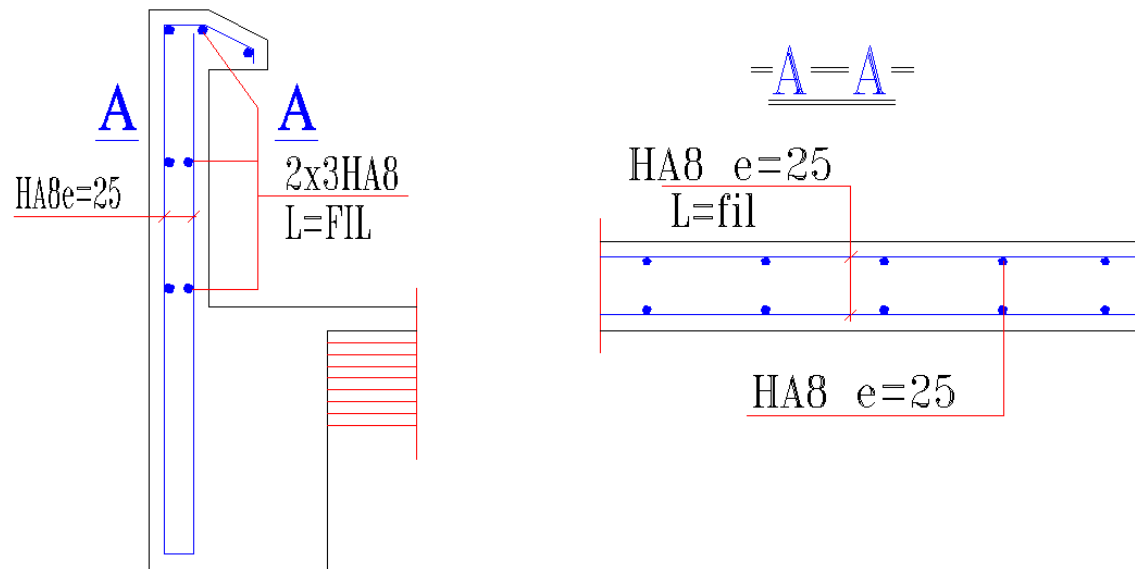 A A
HA8e=25
2x3HA8
L=FIL
=A=A=
HA8 e=25
L=fil
HA8 e=25